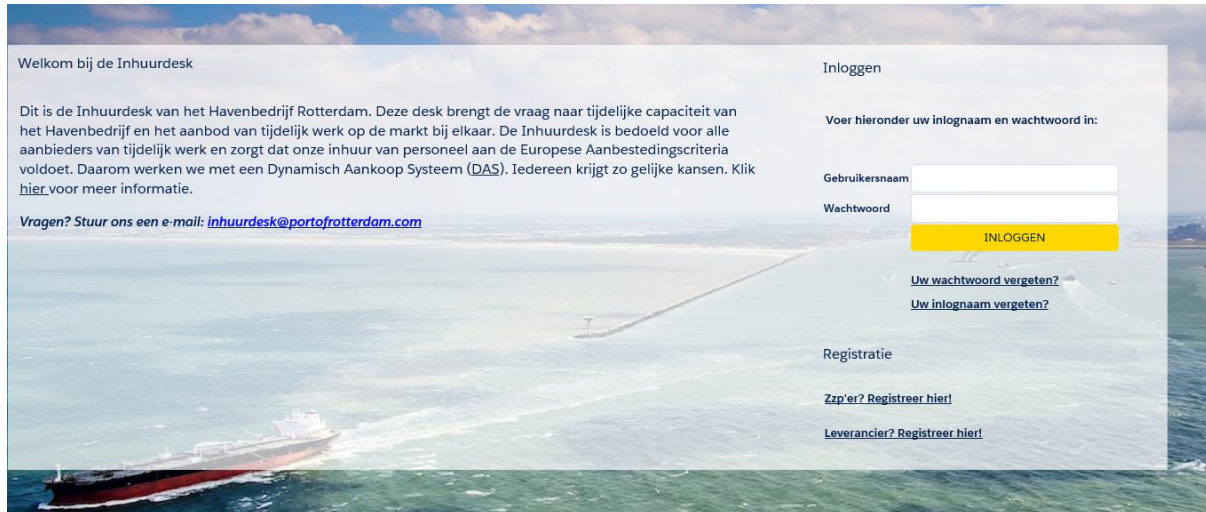 Welkom bij de Inhuurdesk
Dit is de Inhuurdesk van het Havenbedrijf Rotterdam. Deze desk brengt de vraag naar tijdelijke capaciteit van
het Havenbedrijf en het aanbod van tijdelijk werk op de markt bij elkaar. De Inhuurdesk is bedoeld voor alle
aanbieders van tijdelijk werk en zorgt dat onze inhuur van personeel aan de Europese Aanbestedingscriteria
voldoet. Daarom werken we met een Dynamisch Aankoop Systeem (DAS). Iedereen krijgt zo gelijke kansen. Klik
hier voor meer informatie.
Vragen? Stuur ons een e-mail: inhuurdesk@portofrotterdam.com
Inloggen
Voer hieronder uw inlognaam en wachtwoord in:
Gebruikersnaam
Wachtwoord
INLOGGEN
Uw wachtwoord vergeten?
Uw inlognaam vergeten?
Registratie
Zzp'er? Registreer hier!
Leverancier? Registreer hier!